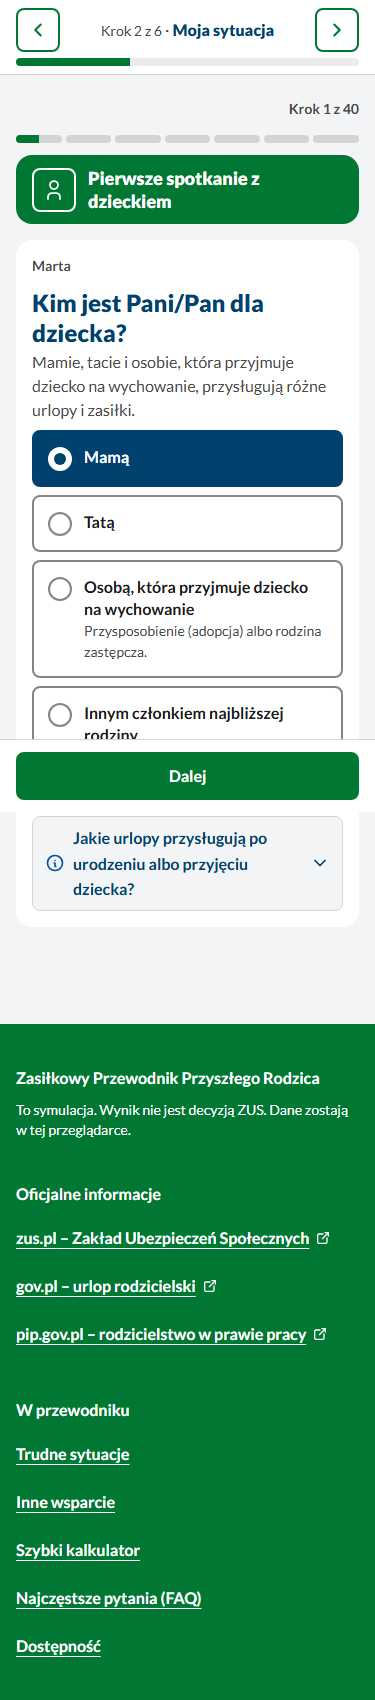 Krok 2 z 6 · Moja sytuacja
Krok 1 z 40
Pierwsze spotkanie z
dzieckiem
Marta
Kim jest Pani/Pan dla
dziecka?
Mamie, tacie i osobie, która przyjmuje
dziecko na wychowanie, przysługują różne
urlopy i zasiłki.
Mamą
Tatą
Osobą, która przyjmuje dziecko
na wychowanie
Przysposobienie (adopcja) albo rodzina
zastępcza.
Innym członkiem najbliższej
rodziny
Dalej
Jakie urlopy przysługują po
urodzeniu albo przyjęciu
dziecka?
Zasiłkowy Przewodnik Przyszłego Rodzica
To symulacja. Wynik nie jest decyzją ZUS. Dane zostają
w tej przeglądarce.
Oficjalne informacje
zus.pl – Zakład Ubezpieczeń Społecznych
gov.pl – urlop rodzicielski
pip.gov.pl – rodzicielstwo w prawie pracy
W przewodniku
Trudne sytuacje
Inne wsparcie
Szybki kalkulator
Najczęstsze pytania (FAQ)
Dostępność